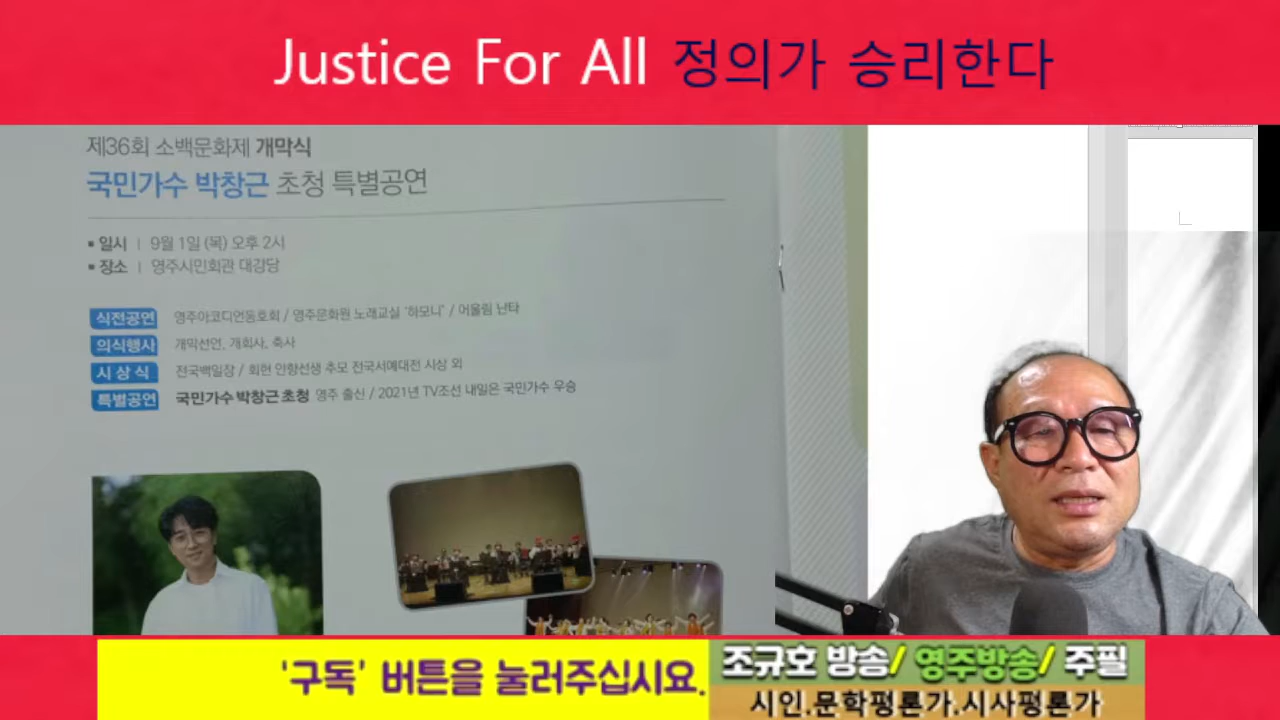 Justice For All 정의가 승리한다
제36회 소백문화제 개막식
국민가수 박창근 초청 특별공연
▪ 일시 | 9월 1일 (목) 오후 2시
▪ 장소 | 영주시민회관 대강당
식전공연 영주아코디언동호회 / 영주문화원 노래교실 '하모니' / 어울림 난타
의식행사 개막선언, 개회사, 축사
시 상 식 전국백일장 / 회헌 안향선생 추모 전국서예대전 시상 외
특별공연 국민가수 박창근 초청 영주 출신 / 2021년 TV조선 내일은 국민가수 우승
'구독' 버튼을 눌러주십시요.
조규호 방송/ 영주방송/ 주필
시인.문학평론가.시사평론가